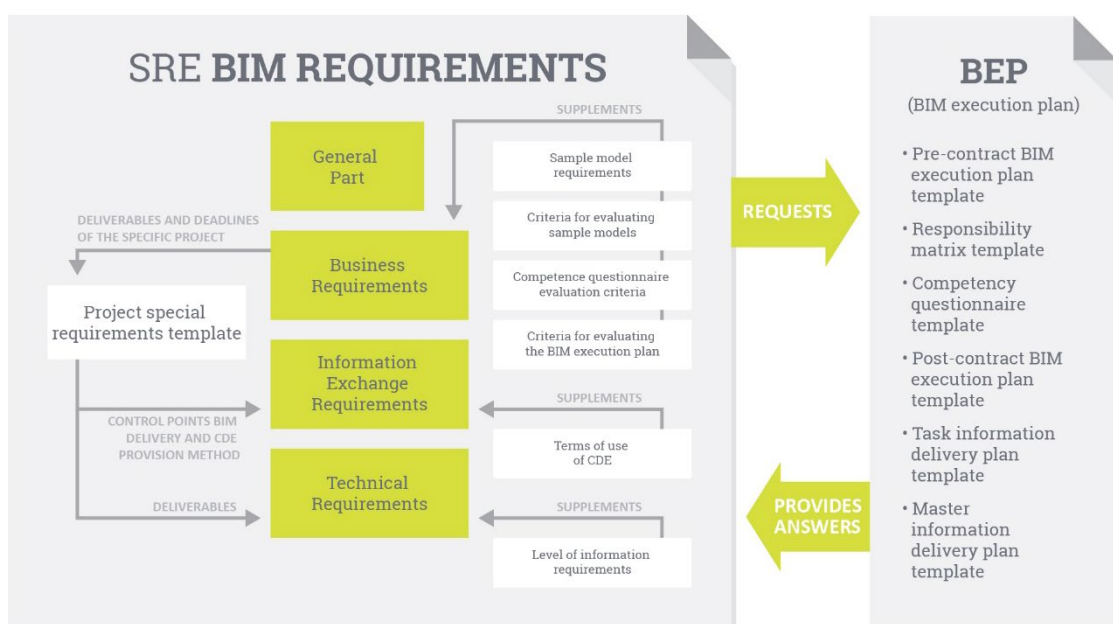 SRE BIM REQUIREMENTS
SUPPLEMENTS
General
Part
Sample model
requirements
Criteria for evaluating
sample models
DELIVERABLES AND DEADLINES
OF THE SPECIFIC PROJECT
Business
Requirements
Competence questionnaire
evaluation criteria
Project special
requirements template
Criteria for evaluating
the BIM execution plan
Information
Exchange
Requirements
SUPPLEMENTS
CONTROL POINTS BIM
DELIVERY AND CDE
PROVISION METHOD
Terms of use
of CDE
Technical
Requirements
DELIVERABLES
SUPPLEMENTS
Level of information
requirements
REQUESTS
PROVIDES
ANSWERS
BEP
(BIM execution plan)
• Pre-contract BIM
execution plan
template
• Responsibility
matrix template
• Competency
questionnaire
template
• Post-contract BIM
execution plan
template
• Task information
delivery plan
template
• Master
information
delivery plan
template